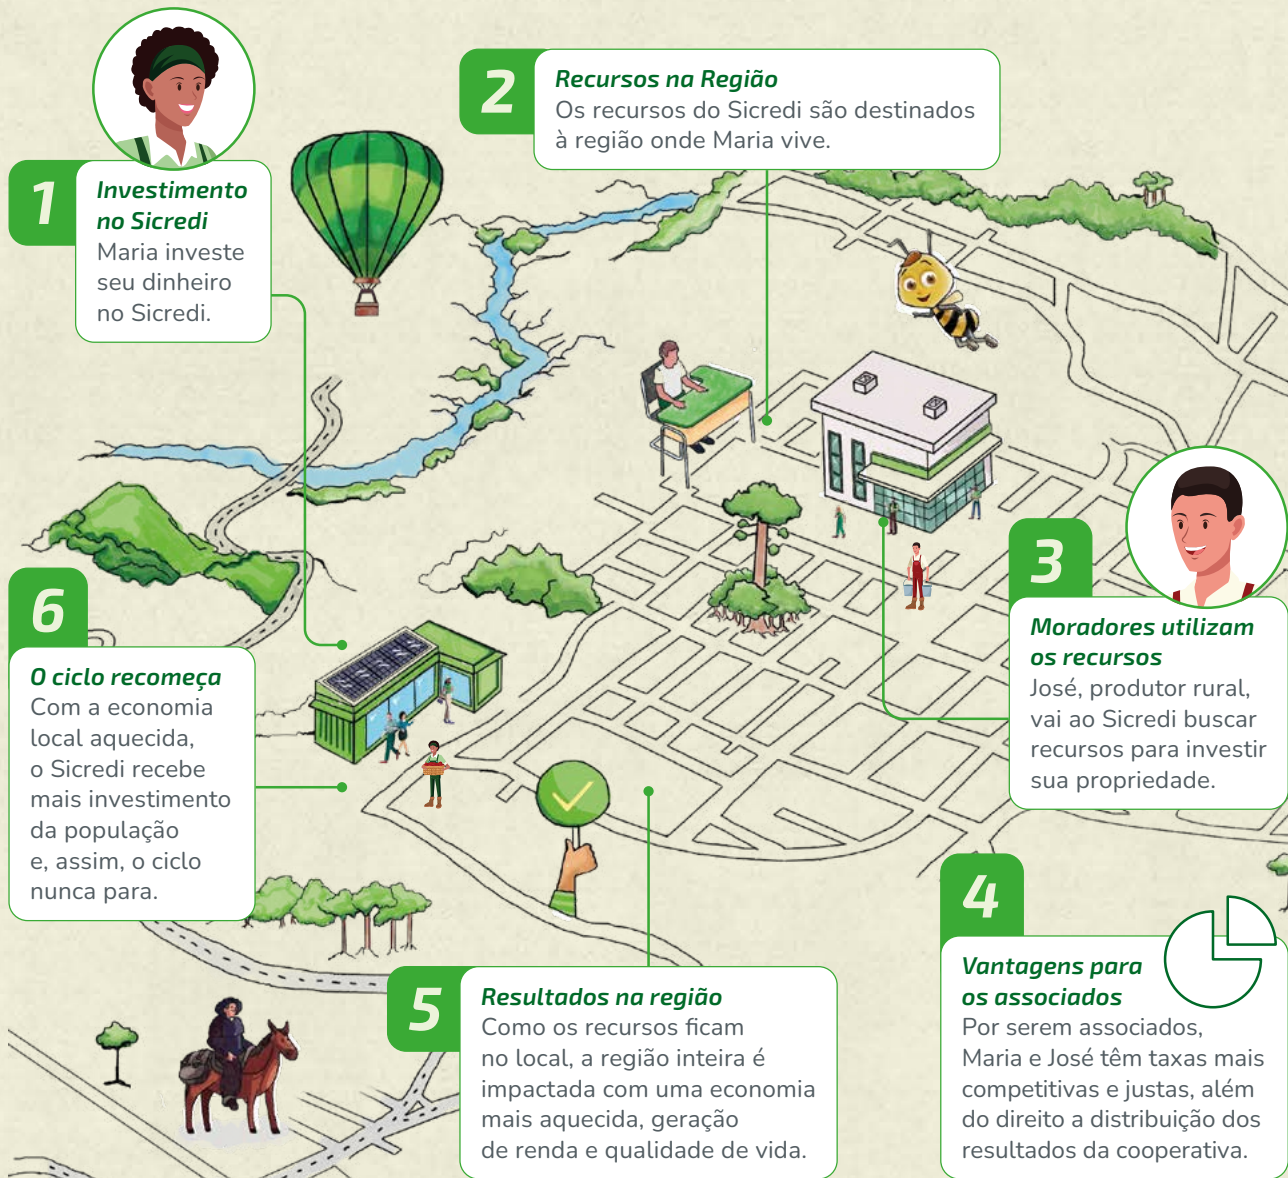 1
Investimento
no Sicredi
Maria investe
seu dinheiro
no Sicredi.
2
Recursos na Região
Os recursos do Sicredi são destinados
à região onde Maria vive.
3
Moradores utilizam
os recursos
José, produtor rural,
vai ao Sicredi buscar
recursos para investir
sua propriedade.
4
Vantagens para
os associados
Por serem associados,
Maria e José têm taxas mais
competitivas e justas, além
do direito a distribuição dos
resultados da cooperativa.
5
Resultados na região
Como os recursos ficam
no local, a região inteira é
impactada com uma economia
mais aquecida, geração
de renda e qualidade de vida.
6
O ciclo recomeça
Com a economia
local aquecida,
o Sicredi recebe
mais investimento
da população
e, assim, o ciclo
nunca para.